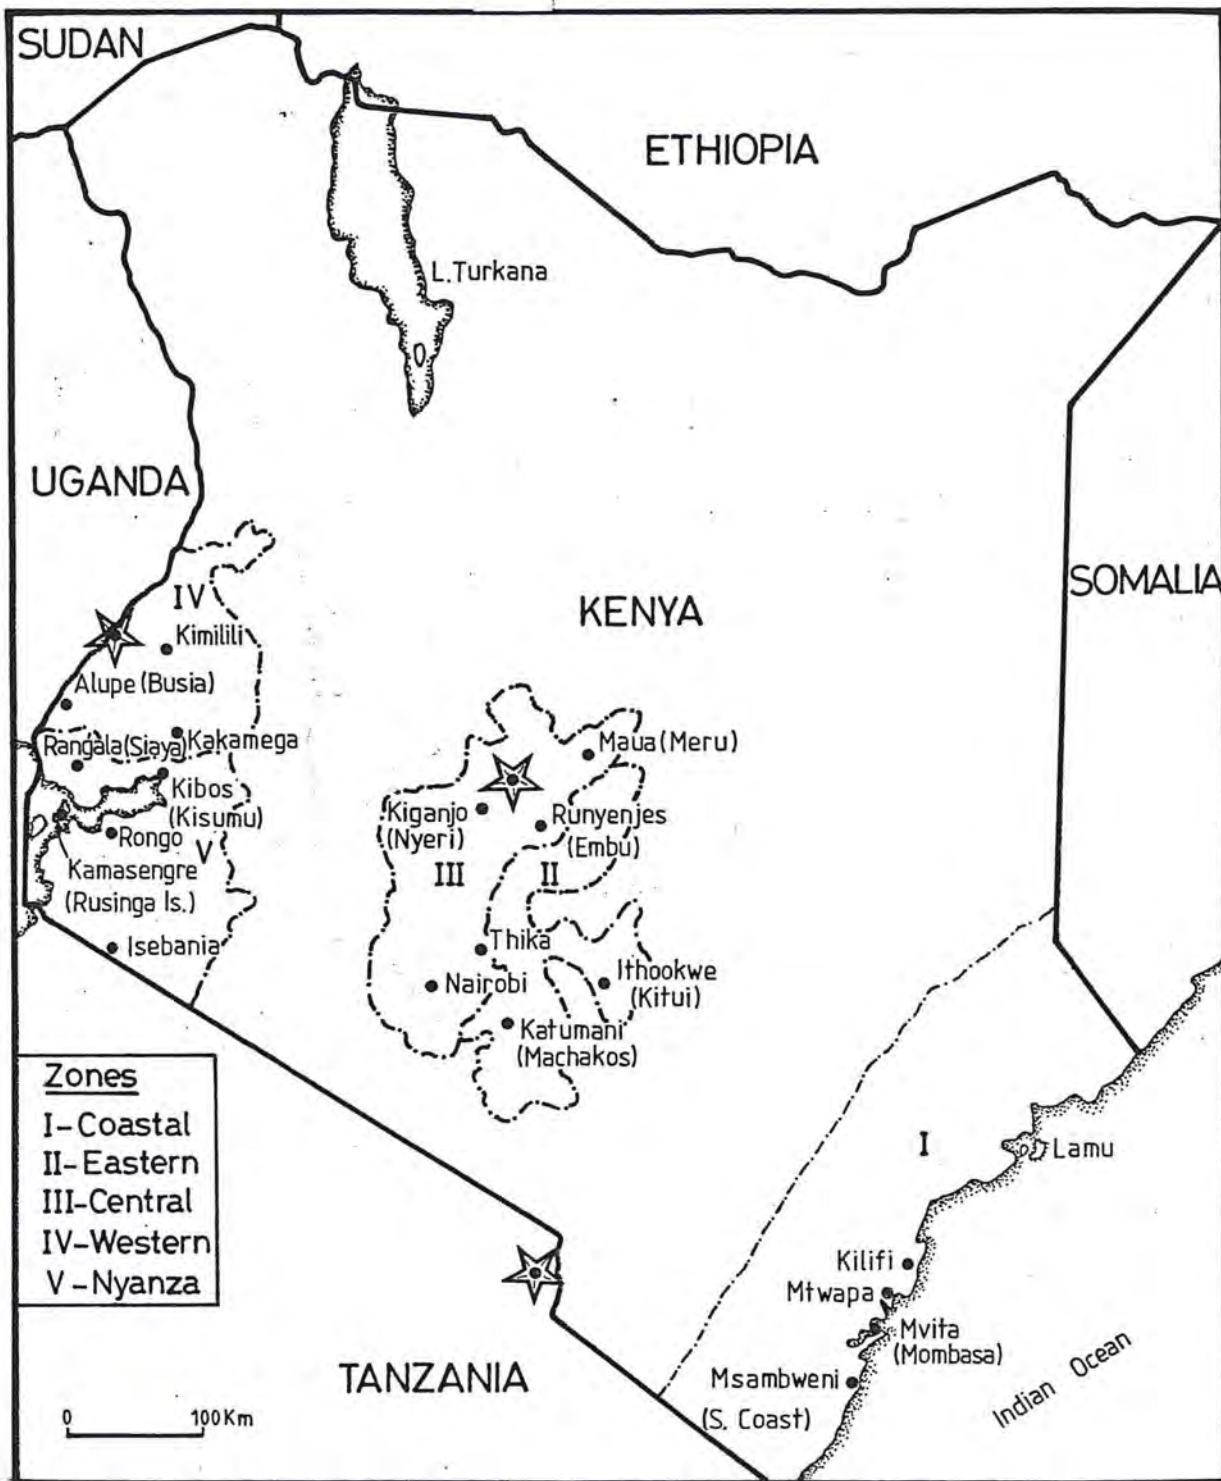 SUDAN
ETHIOPIA
L.Turkana
UGANDA
SOMALIA
KENYA
IV
Kimilili
Alupe (Busia)
Rangala(Siaya)
Kakamega
Kibos
(Kisumu)
Rongo
V
Kamasengre
(Rusinga Is.)
Isebania
Maua (Meru)
Kiganjo
(Nyeri)
Runyenjes
(Embu)
III
II
Thika
Nairobi
Ithookwe
(Kitui)
Katumani
(Machakos)
Zones
I-Coastal
II-Eastern
III-Central
IV-Western
V-Nyanza
I
Lamu
Kilifi
Mtwapa
Mvita
(Mombasa)
Msambweni
(S. Coast)
Indian Ocean
TANZANIA
0 100Km